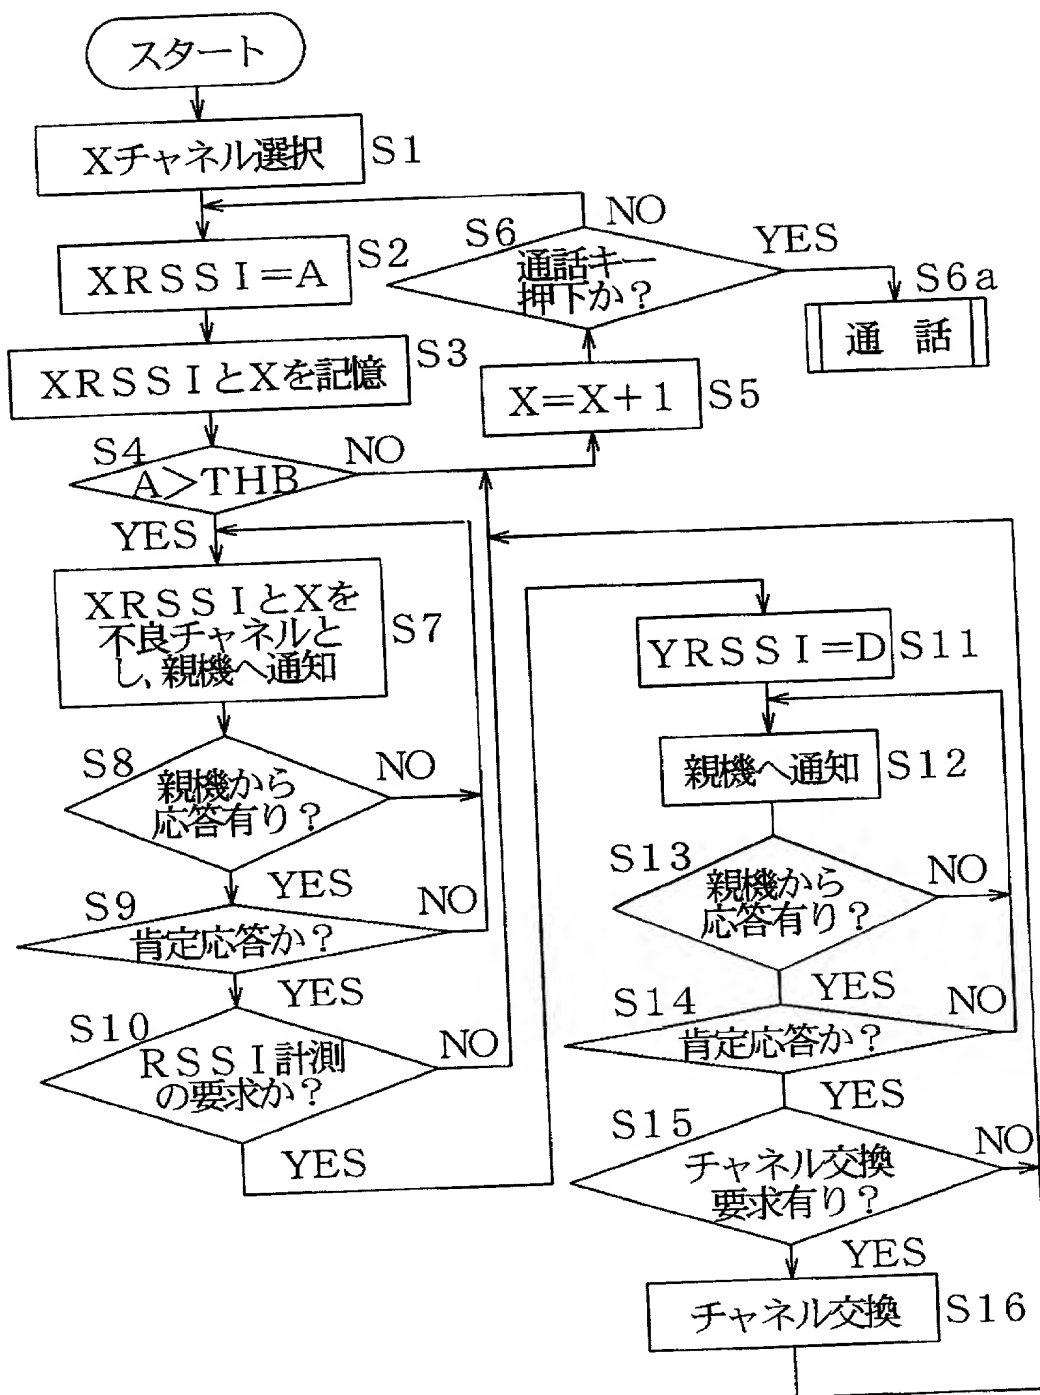 スタート
Xチャネル選択
S1
XRSSI=A
S2
XRSSIとXを記憶
S3
S4
A>THB
NO
YES
X=X+1
S5
S6
通話キー
押下か?
NO
YES
S6a
通 話
XRSSIとXを
不良チャネルと
し、親機へ通知
S7
S8
親機から
応答有り?
NO
YES
S9
肯定応答か?
NO
YES
S10
RSSI計測
の要求か?
NO
YES
YRSSI=D
S11
親機へ通知
S12
S13
親機から
応答有り?
NO
YES
S14
肯定応答か?
NO
YES
S15
チャネル交換
要求有り?
NO
YES
チャネル交換
S16